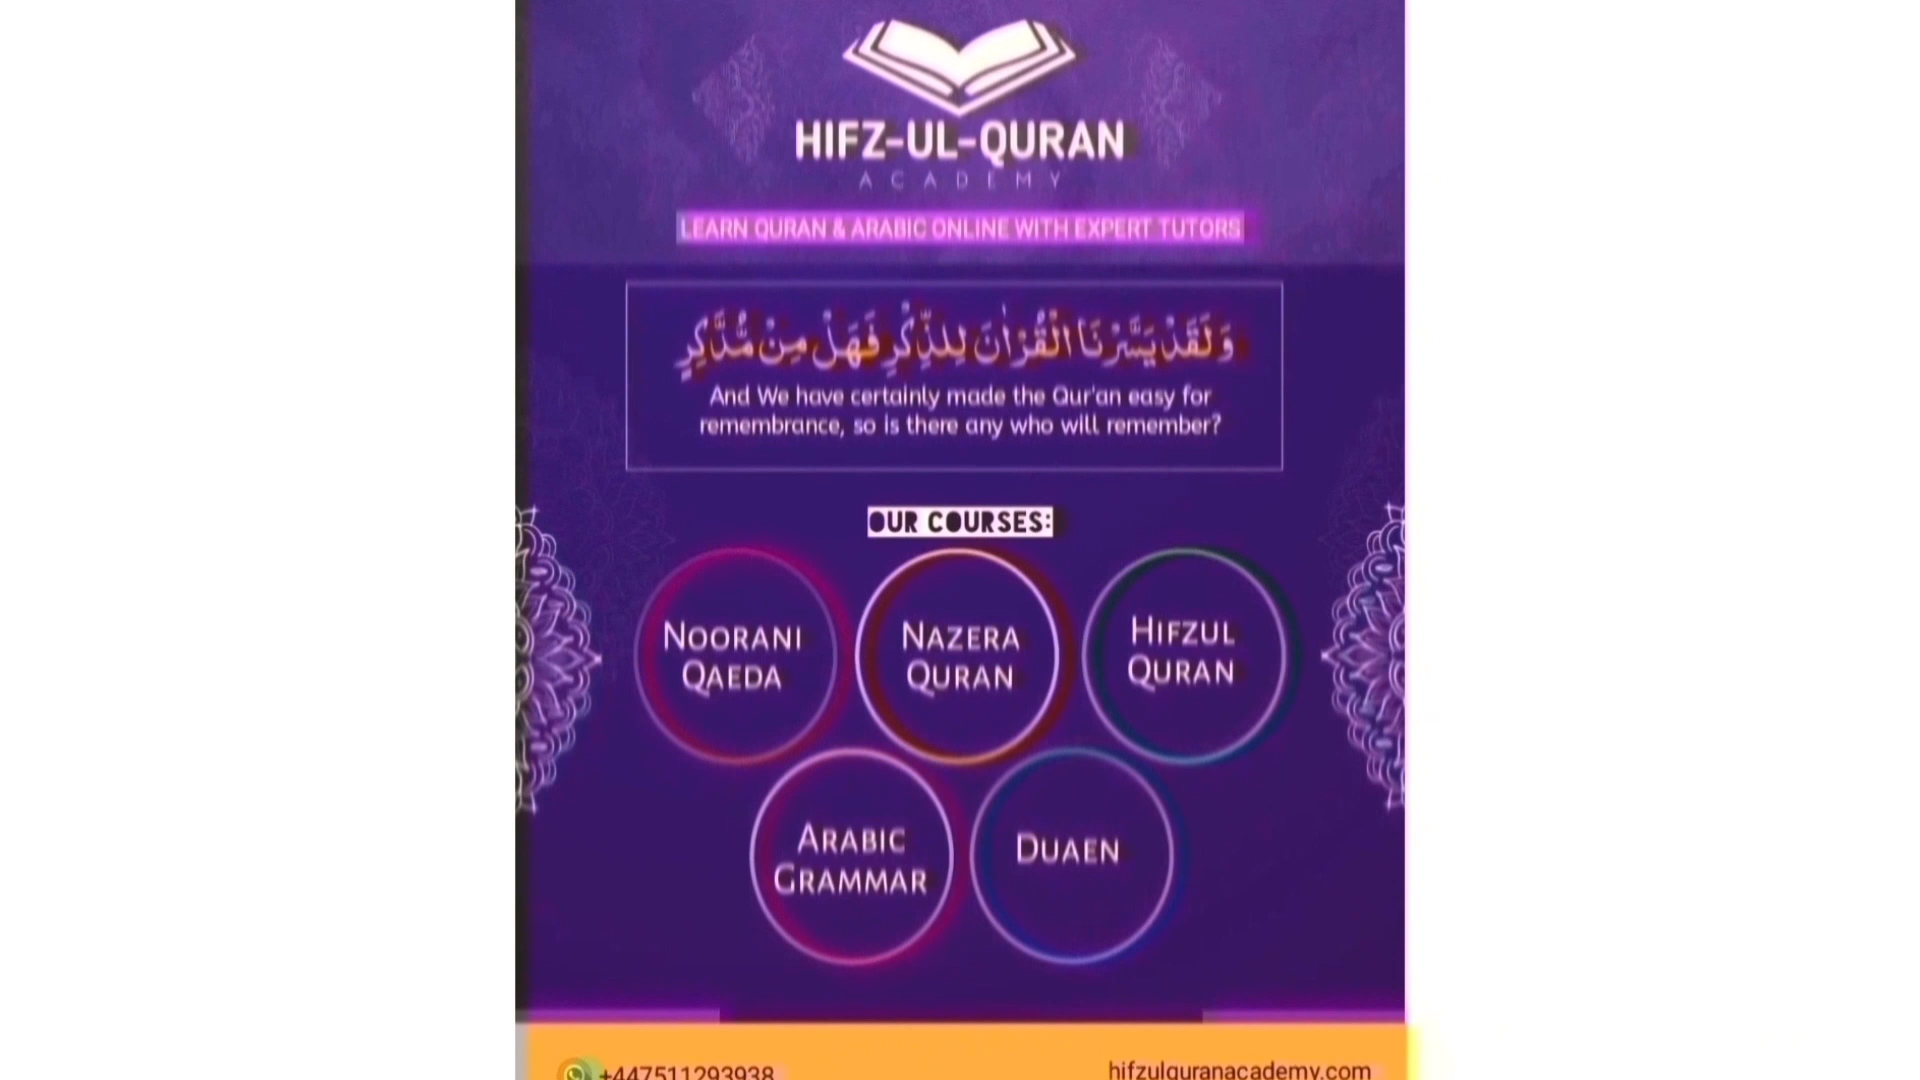 HIFZ-UL-QURAN
ACADEMY
LEARN QURAN & ARABIC ONLINE WITH EXPERT TUTORS
وَلَقَدْ يَسَّرْنَا الْقُرْاٰنَ لِلذِّكْرِ فَهَلْ مِنْ مُّدَّكِرٍ
And We have certainly made the Qur'an easy for
remembrance, so is there any who will remember?
OUR COURSES:
NOORANI
QAEDA
NAZERA
QURAN
HIFZUL
QURAN
ARABIC
GRAMMAR
DUAEN
+447511293938
hifzulquranacademy.com